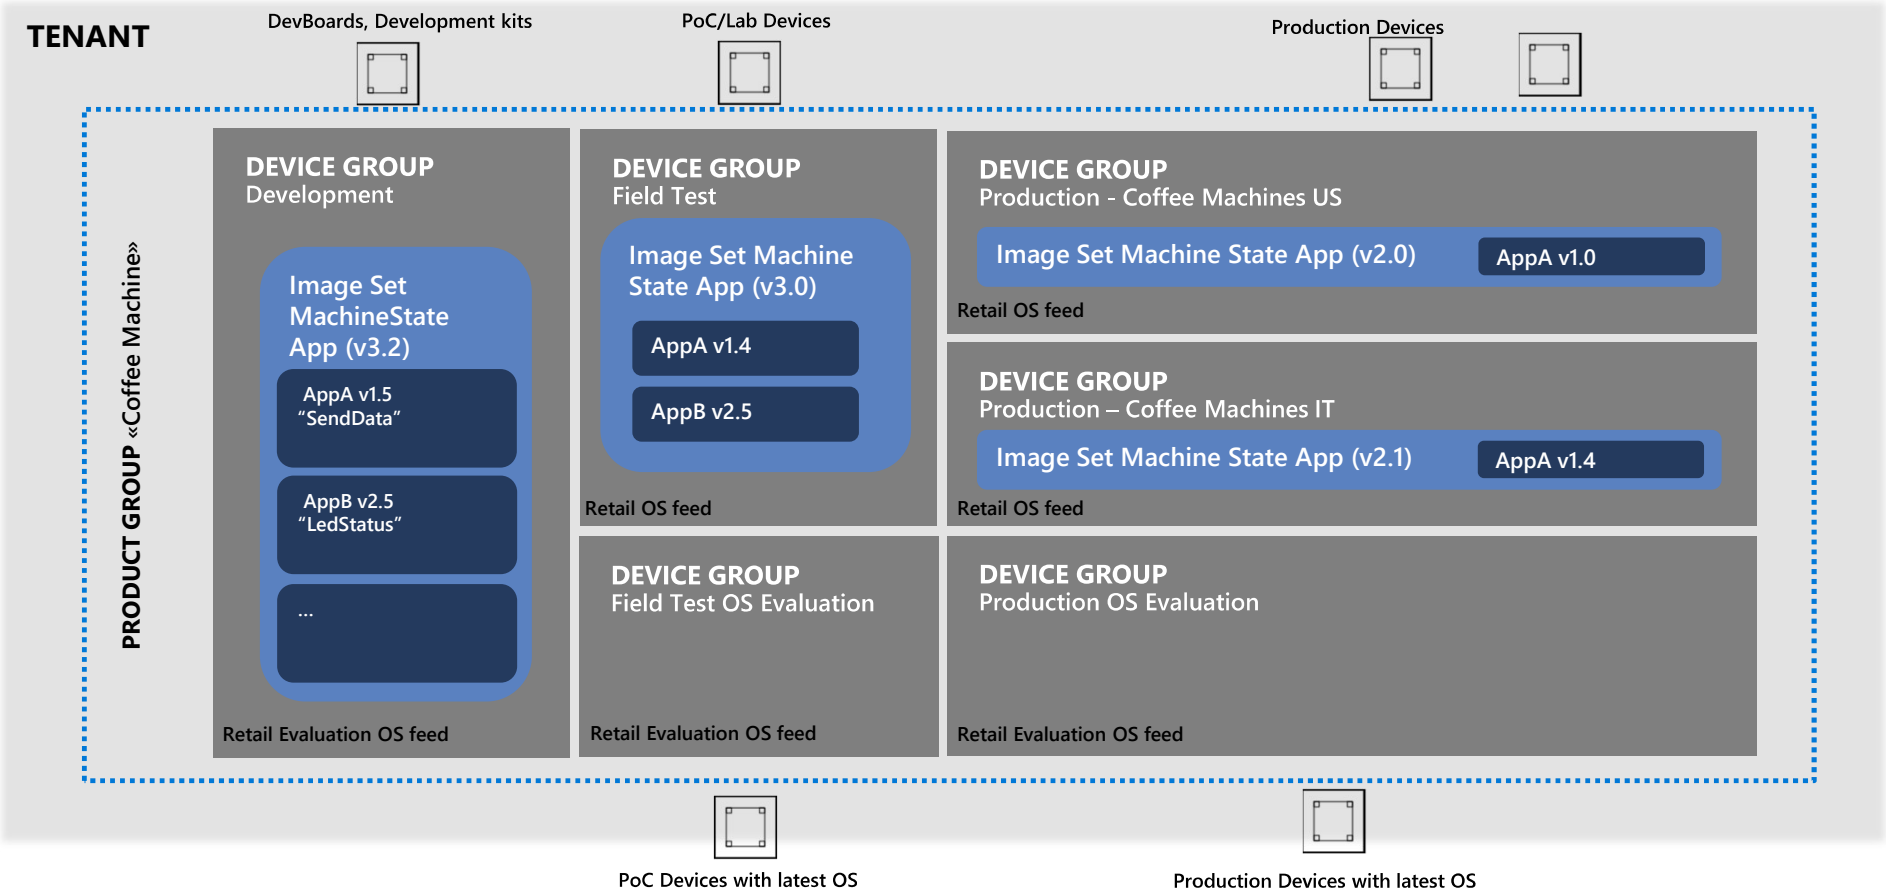 TENANT
DevBoards, Development kits
PoC/Lab Devices
Production Devices
PRODUCT GROUP «Coffee Machine»
DEVICE GROUP
Development
Image Set
MachineState
App (v3.2)
AppA v1.5
“SendData”
AppB v2.5
“LedStatus”
...
Retail Evaluation OS feed
DEVICE GROUP
Field Test
Image Set Machine
State App (v3.0)
AppA v1.4
AppB v2.5
Retail OS feed
DEVICE GROUP
Production - Coffee Machines US
Image Set Machine State App (v2.0)
AppA v1.0
Retail OS feed
DEVICE GROUP
Production – Coffee Machines IT
Image Set Machine State App (v2.1)
AppA v1.4
Retail OS feed
DEVICE GROUP
Field Test OS Evaluation
Retail Evaluation OS feed
DEVICE GROUP
Production OS Evaluation
Retail Evaluation OS feed
PoC Devices with latest OS
Production Devices with latest OS